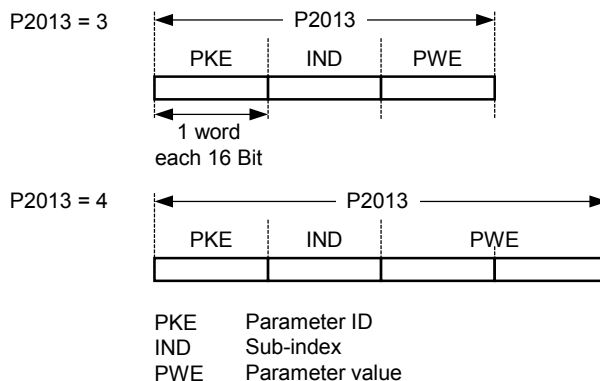 P2013 = 3
P2013
PKE IND PWE
1 word
each 16 Bit
P2013 = 4
P2013
PKE IND PWE
PKE Parameter ID
IND Sub-index
PWE Parameter value